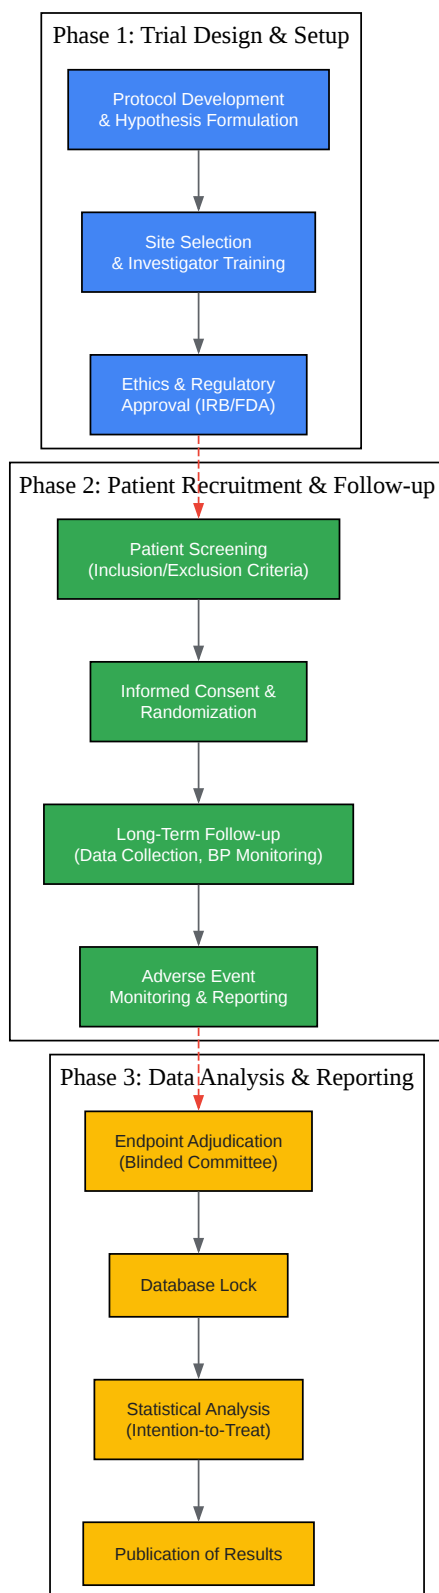 Phase 1: Trial Design & Setup
Protocol Development
& Hypothesis Formulation
Site Selection
& Investigator Training
Ethics & Regulatory
Approval (IRB/FDA)
Phase 2: Patient Recruitment & Follow-up
Patient Screening
(Inclusion/Exclusion Criteria)
Informed Consent &
Randomization
Long-Term Follow-up
(Data Collection, BP Monitoring)
Adverse Event
Monitoring & Reporting
Phase 3: Data Analysis & Reporting
Endpoint Adjudication
(Blinded Committee)
Database Lock
Statistical Analysis
(Intention-to-Treat)
Publication of Results